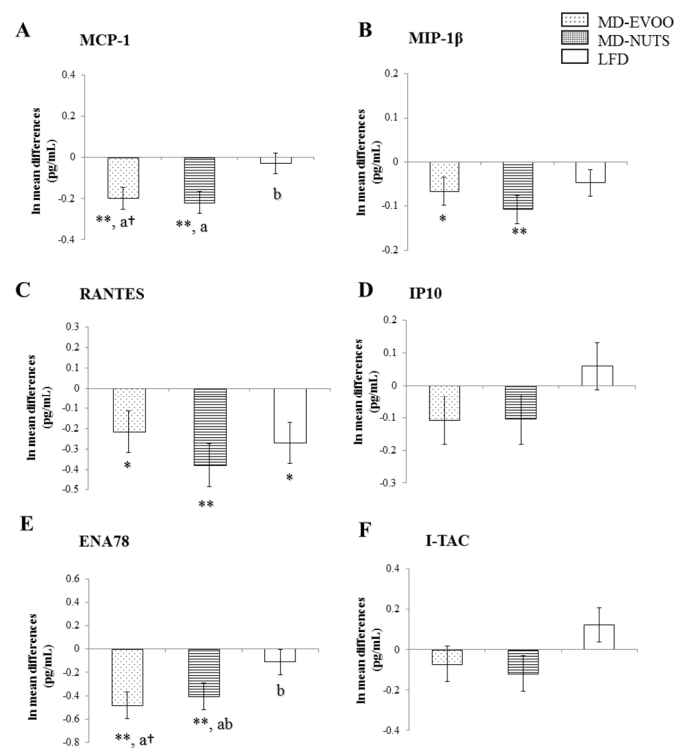 A
MCP-1
ln mean differences
(pg/mL)
0.4
0.2
0
-0.2
-0.4
**, a†
**, a
b
B
MIP-1β
MD-EVOO
MD-NUTS
LFD
ln mean differences
(pg/mL)
0.2
0.1
0
-0.1
-0.2
*
**
C
RANTES
ln mean differences
(pg/mL)
0.3
0.2
0.1
0
-0.1
-0.2
-0.3
-0.4
-0.5
*
**
*
D
IP10
ln mean differences
(pg/mL)
0.2
0.1
0
-0.1
-0.2
-0.3
E
ENA78
ln mean differences
(pg/mL)
0.6
0.4
0.2
0
-0.2
-0.4
-0.6
-0.8
**, a†
**, ab
b
F
I-TAC
ln mean differences
(pg/mL)
0.4
0.2
0
-0.2
-0.4